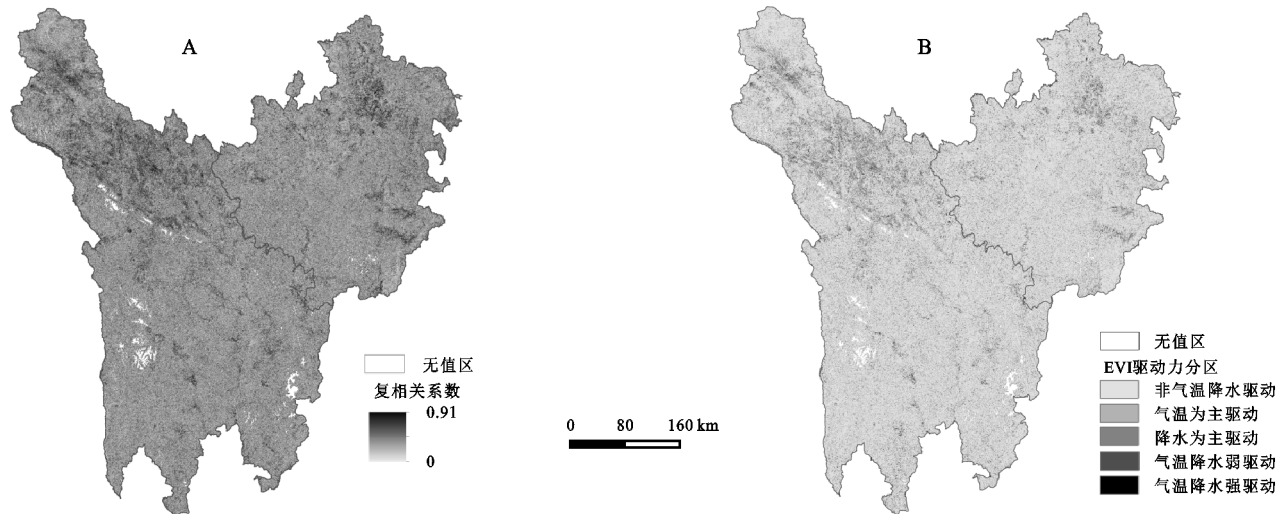 A
B
无值区
复相关系数
0.91
0
0 80 160 km
无值区
EVI驱动力分区
非气温降水驱动
气温为主驱动
降水为主驱动
气温降水弱驱动
气温降水强驱动